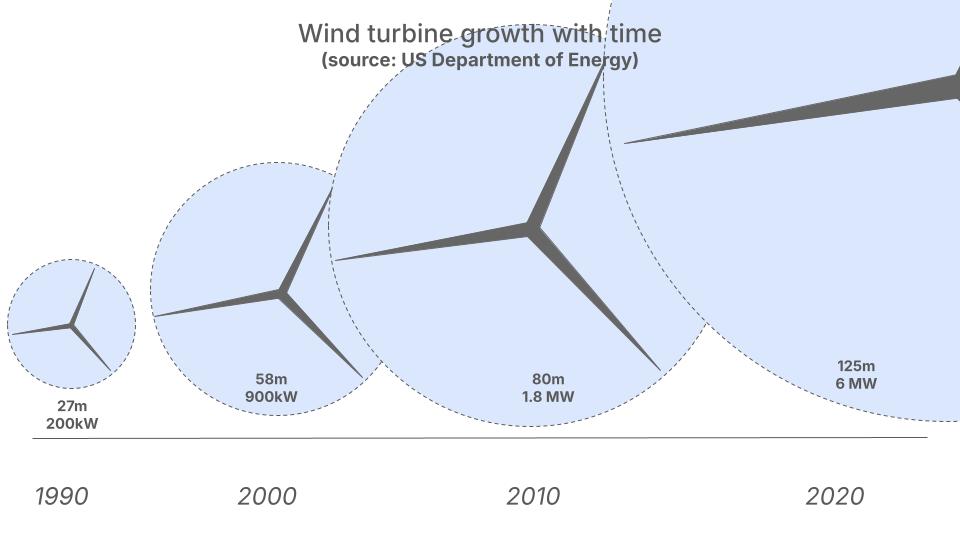 Wind turbine growth with time
(source: US Department of Energy)
27m
200kW
58m
900kW
80m
1.8 MW
125m
6 MW
1990
2000
2010
2020